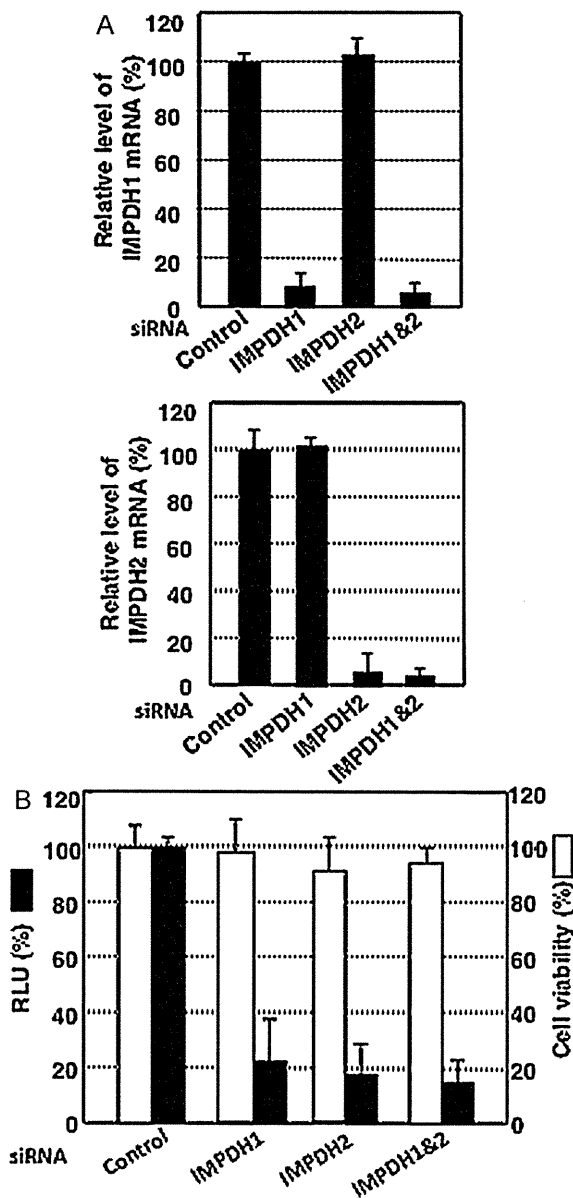 A
Relative level of
IMPDH1 mRNA (%)
120
100
80
60
40
20
0
siRNA
Control
IMPDH1
IMPDH2
IMPDH1&2
Relative level of
IMPDH2 mRNA (%)
120
100
80
60
40
20
0
siRNA
Control
IMPDH1
IMPDH2
IMPDH1&2
B
RLU (%)
120
100
80
60
40
20
0
120
100
80
60
40
20
0
Cell viability (%)
siRNA
Control
IMPDH1
IMPDH2
IMPDH1&2